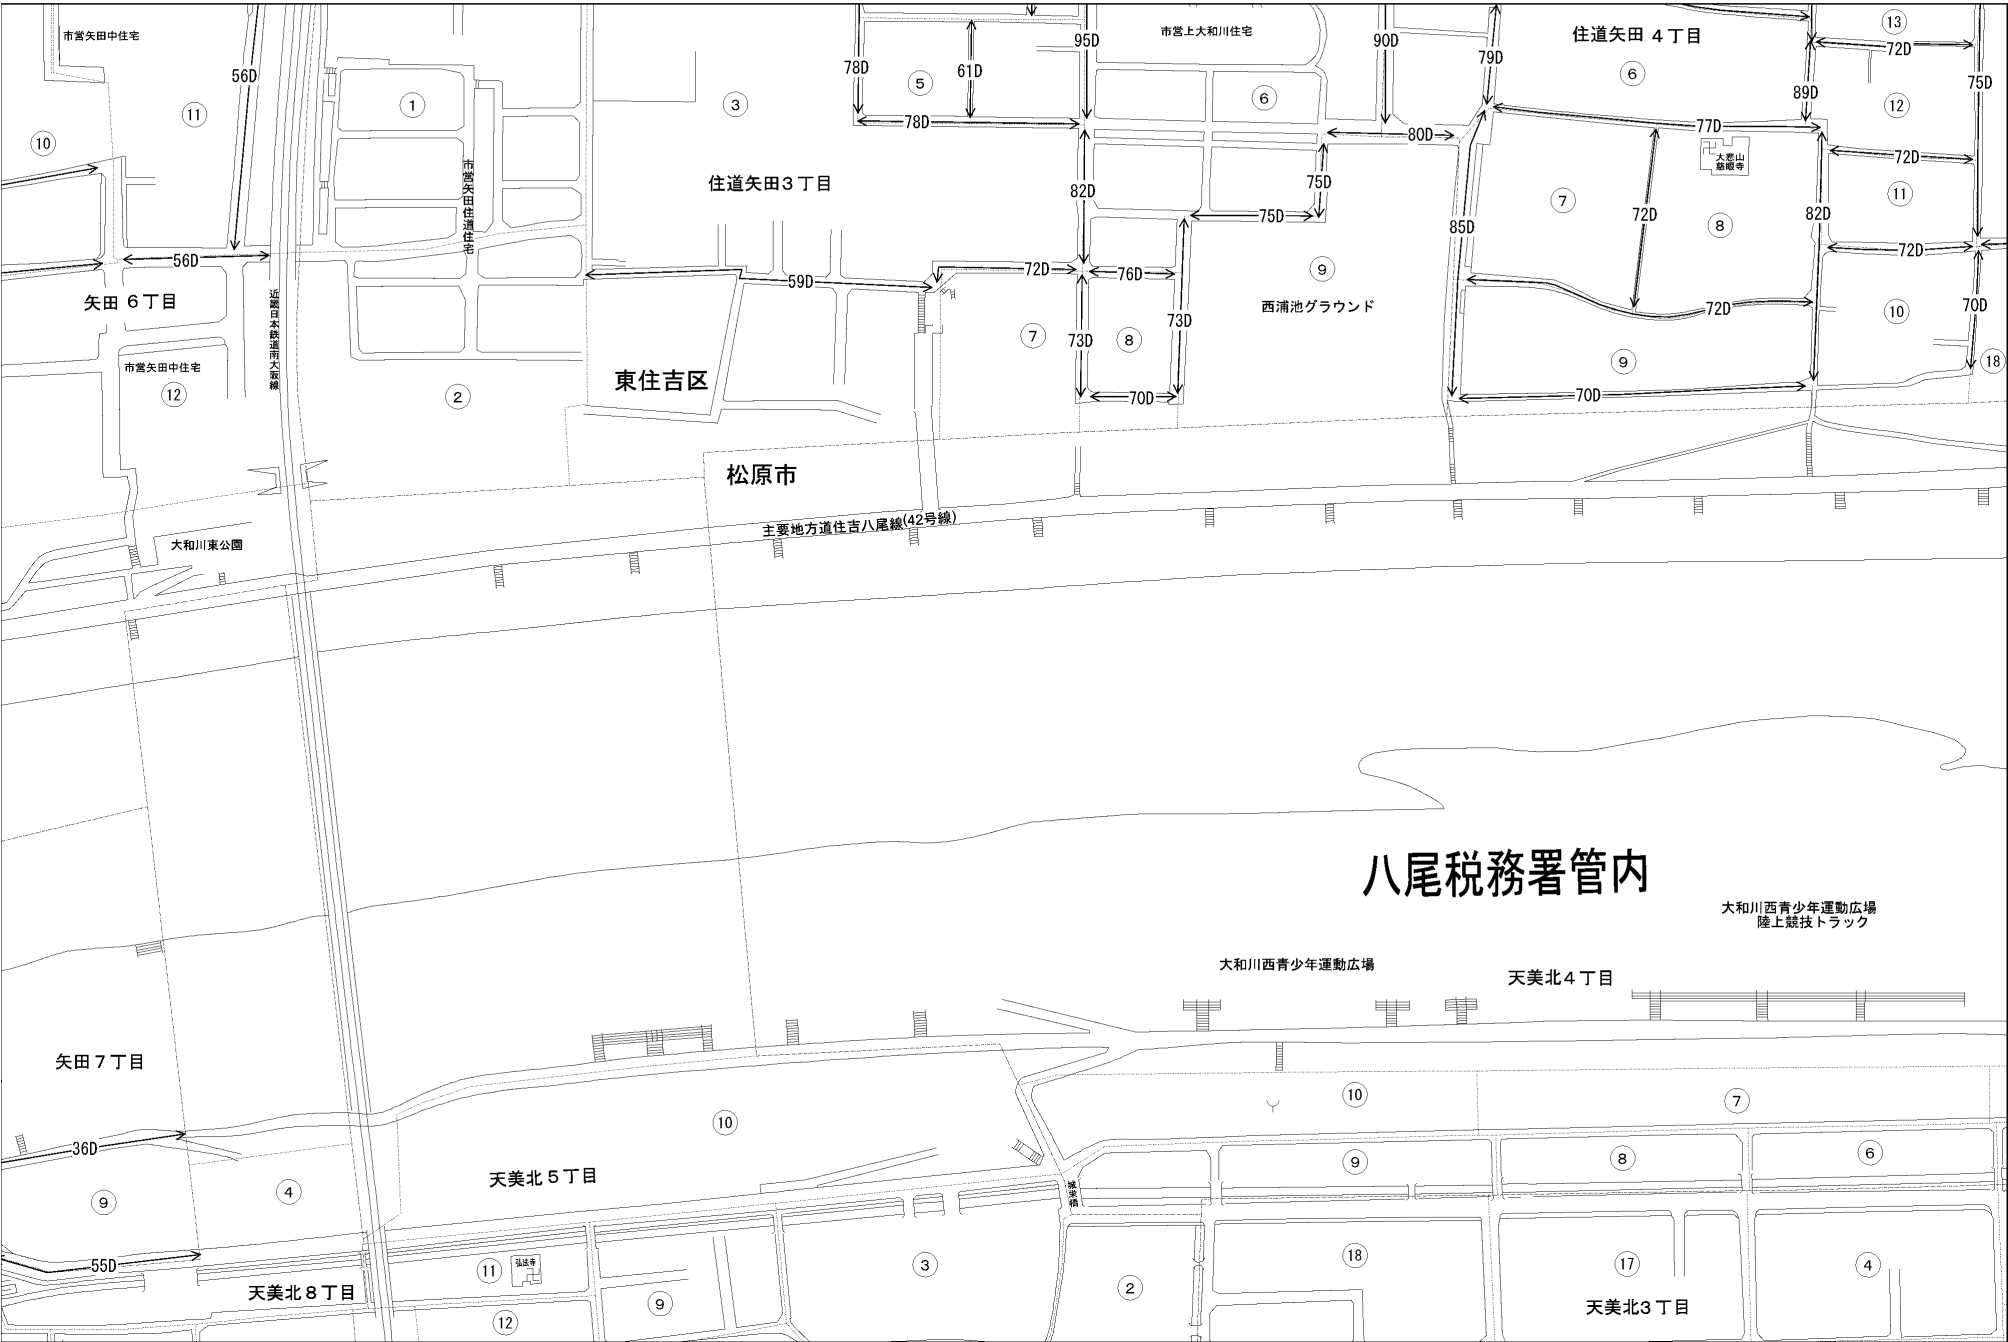 市営矢田中住宅
56D
78D
61D
95D
市営上大和川住宅
90D
79D
住道矢田 4丁目
13
72D
75D
⑤
⑥
⑥
89D
12
11
①
③
10
78D
80D
77D
72D
大悲山
慈眼寺
市営矢田住道住宅
住道矢田3丁目
82D
75D
75D
85D
⑦
72D
⑧
82D
11
72D
56D
59D
72D
76D
⑨
西浦池グラウンド
矢田 6丁目
近畿日本鉄道南大阪線
73D
72D
10
70D
⑦
73D
⑧
⑨
18
市営矢田中住宅
12
②
東住吉区
70D
70D
松原市
主要地方道住吉八尾線(42号線)
大和川東公園
八尾税務署管内
大和川西青少年運動広場
陸上競技トラック
大和川西青少年運動広場
天美北4丁目
矢田7丁目
10
10
⑦
36D
天美北5丁目
⑨
⑧
⑥
⑨
④
城栄橋
55D
11
弘法寺
③
②
18
17
④
天美北8丁目
⑨
12
天美北3丁目